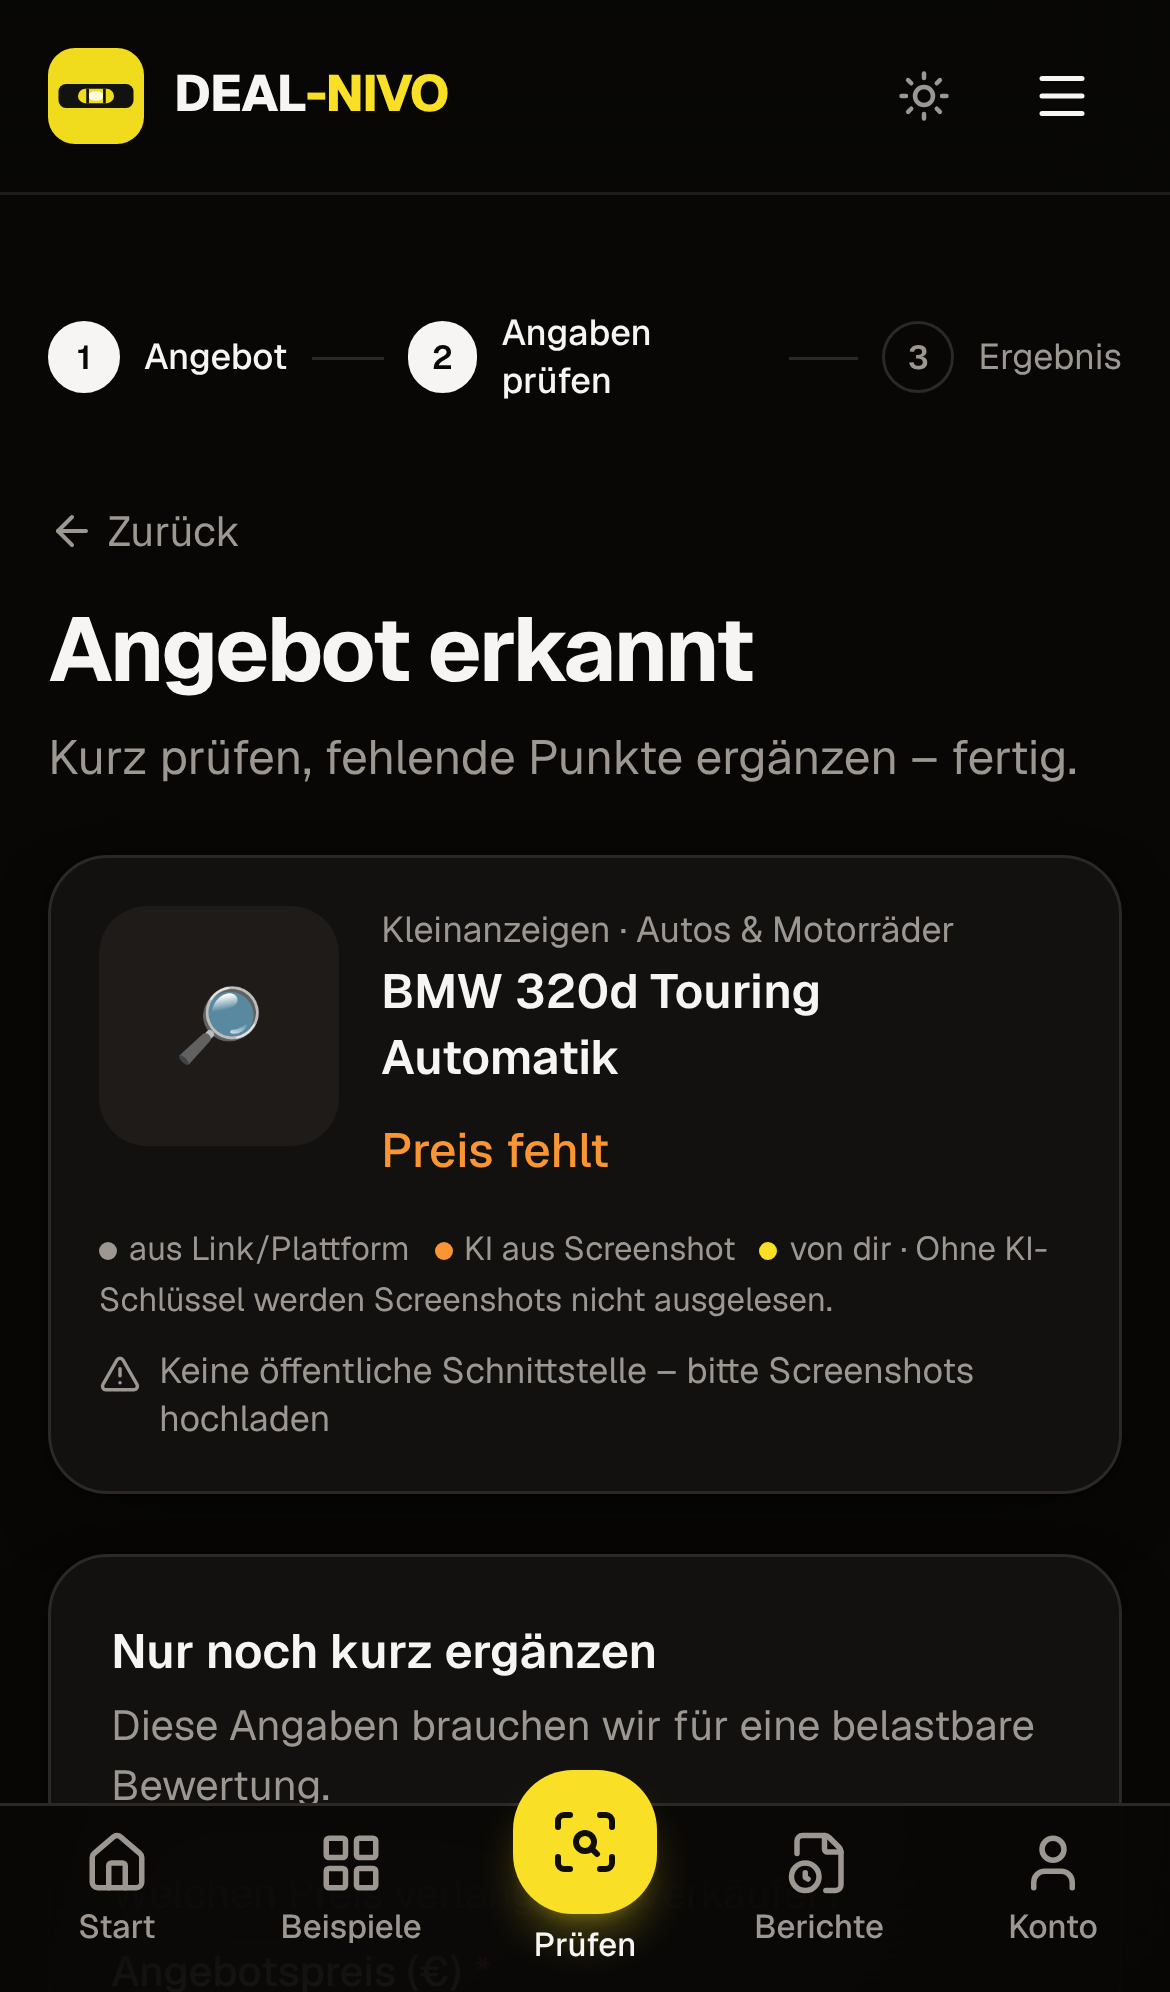 DEAL-NIVO
1 Angebot 2 Angaben prüfen 3 Ergebnis
Zurück
Angebot erkannt
Kurz prüfen, fehlende Punkte ergänzen – fertig.
Kleinanzeigen · Autos & Motorräder
BMW 320d Touring
Automatik
Preis fehlt
aus Link/Plattform KI aus Screenshot von dir · Ohne KI-
Schlüssel werden Screenshots nicht ausgelesen.
Keine öffentliche Schnittstelle – bitte Screenshots
hochladen
Nur noch kurz ergänzen
Diese Angaben brauchen wir für eine belastbare
Bewertung.
Welchen Preis
Angebotspreis (€) *
Start Beispiele Prüfen Berichte Konto